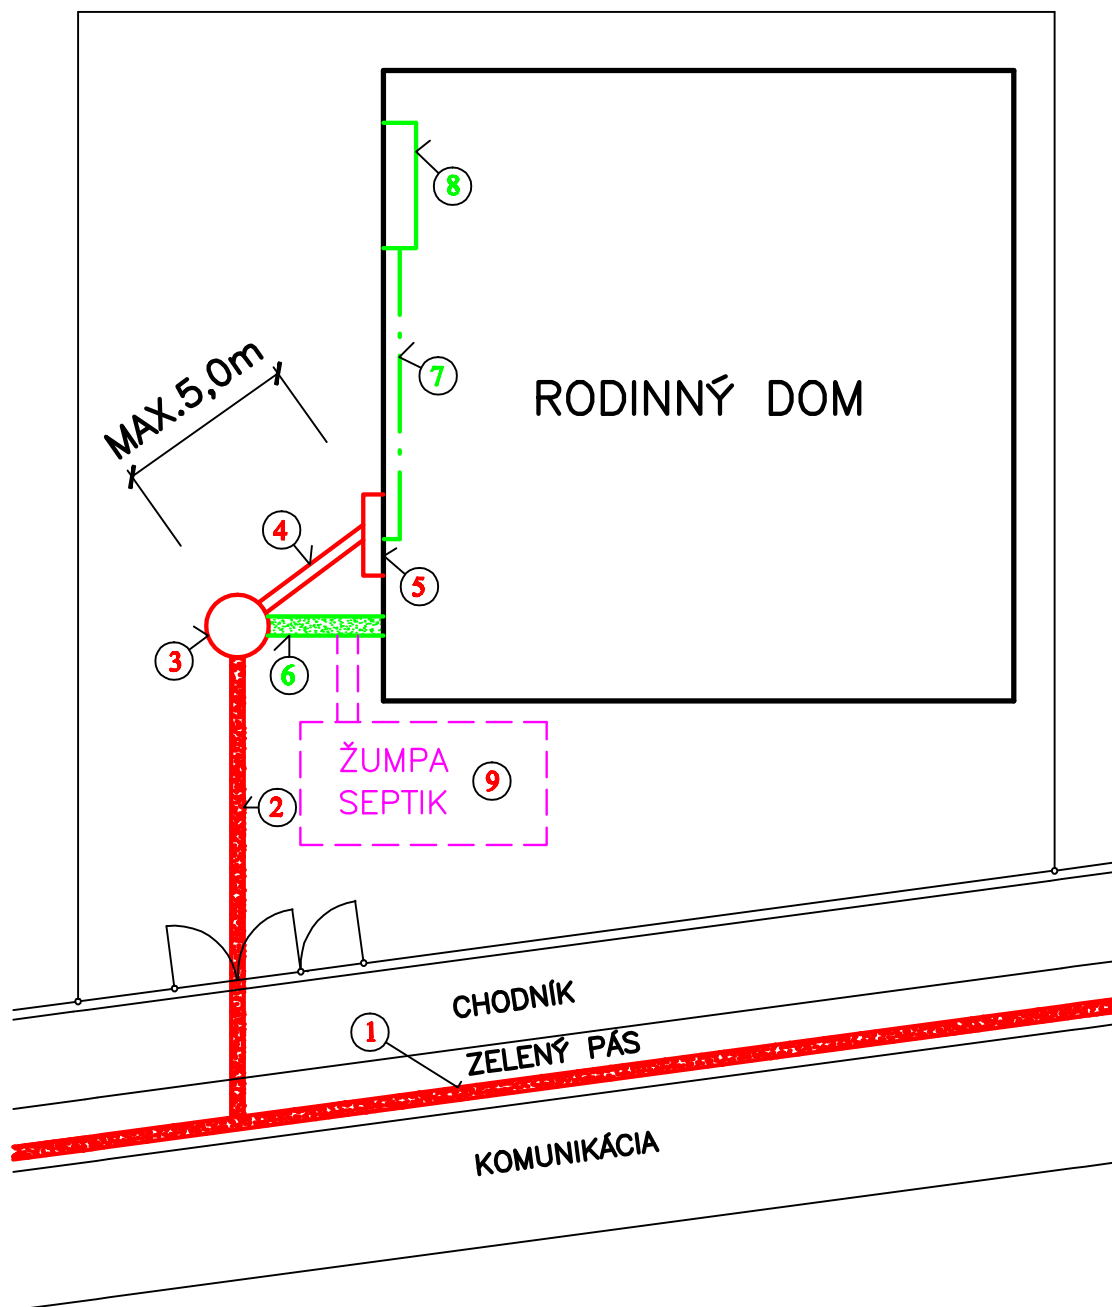 8
7
MAX.5,0m
RODINNÝ DOM
4
5
3
6
ŽUMPA
SEPTIK
9
2
CHODNÍK
1
ZELENÝ PÁS
KOMUNIKÁCIA